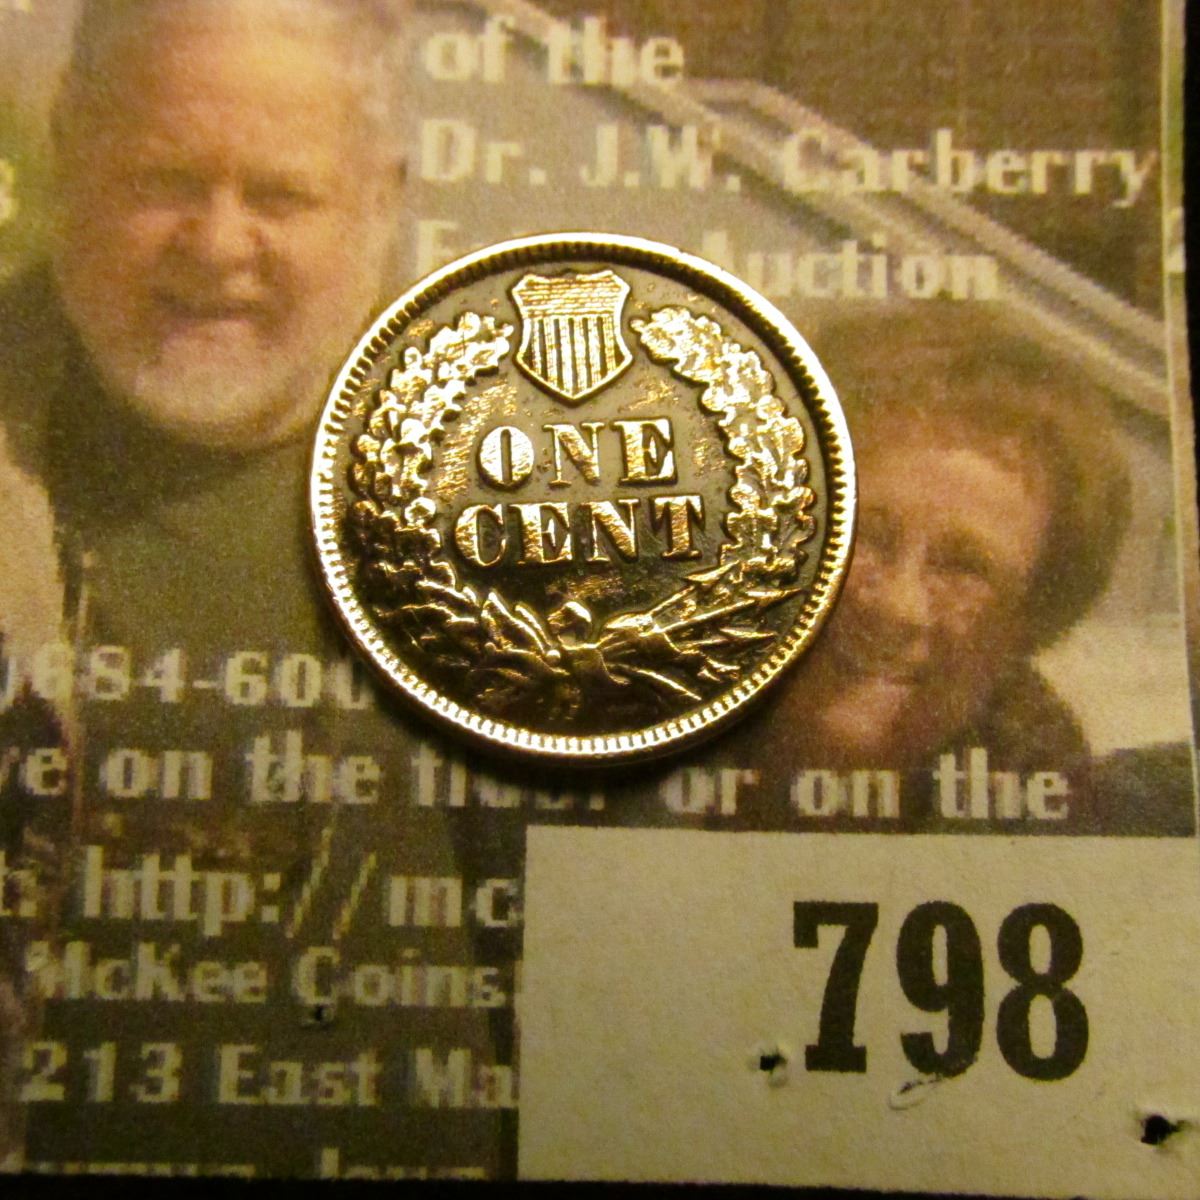 of the
Dr. J.W. Carberry
uction
ONE
CENT
684-600
e on the or on the
http://mc
McKee Coins
213 East Ma
798